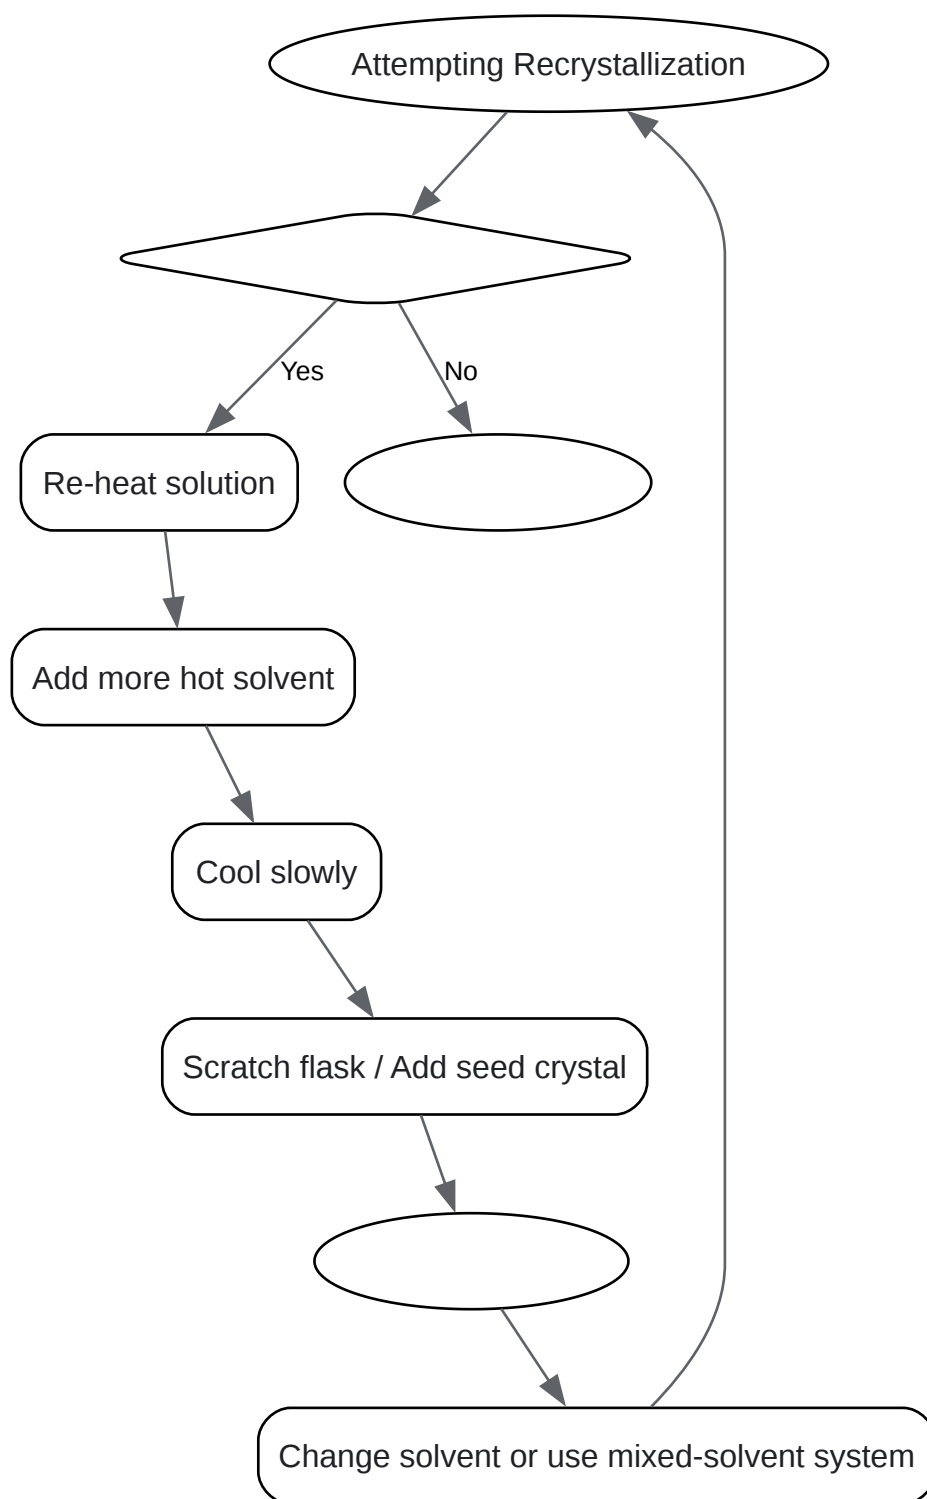 Attempting Recrystallization
Yes
No
Re-heat solution
Add more hot solvent
Cool slowly
Scratch flask / Add seed crystal
Change solvent or use mixed-solvent system